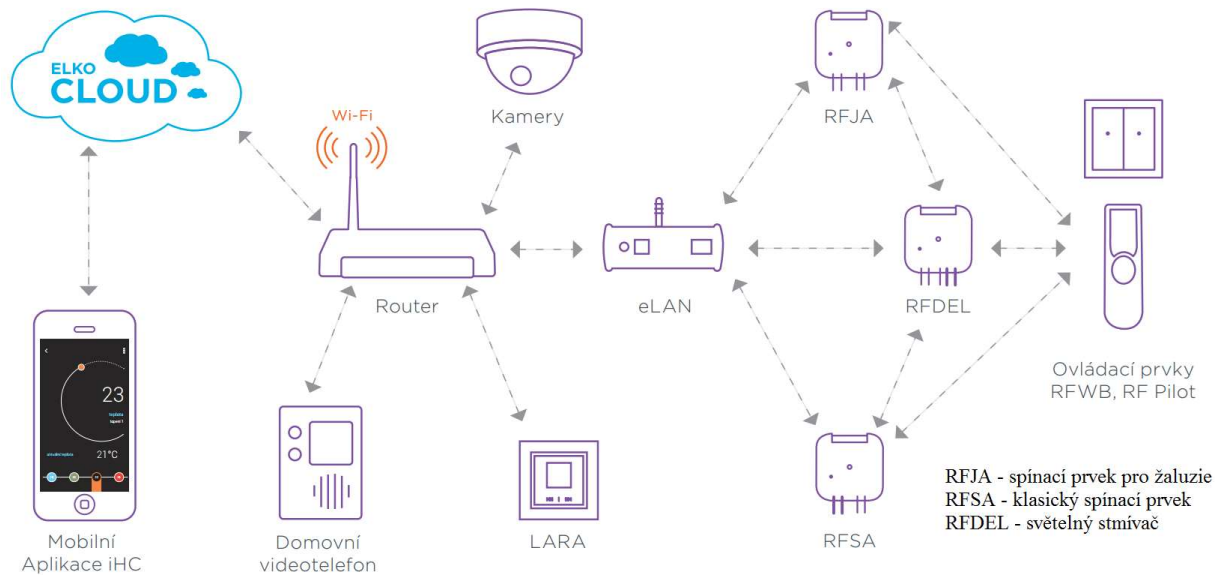 ELKO
CLOUD
Wi-Fi
Kamery
RFJA
Router
eLAN
RFDEL
23
21°C
Ovládací prvky
RFWB, RF Pilot
Mobilní
Aplikace iHC
Domovní
videotelefon
LARA
RFSA
RFJA - spínací prvek pro žaluzie
RFSA - klasický spínací prvek
RFDEL - světelný stmívač